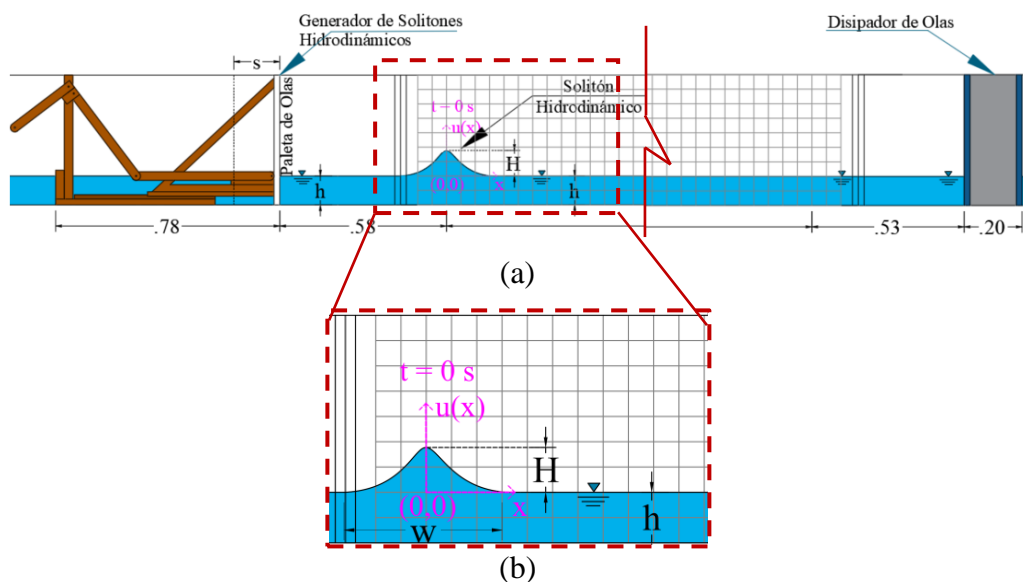 Generador de Solitones
Hidrodinámicos
Disipador de Olas
s
Paleta de Olas
Solitón
Hidrodinámico
t = 0 s
u(x)
H
(0,0)
x
h
h
.78
.58
.53
.20
(a)
t = 0 s
u(x)
H
(0,0)
x
w
h
(b)